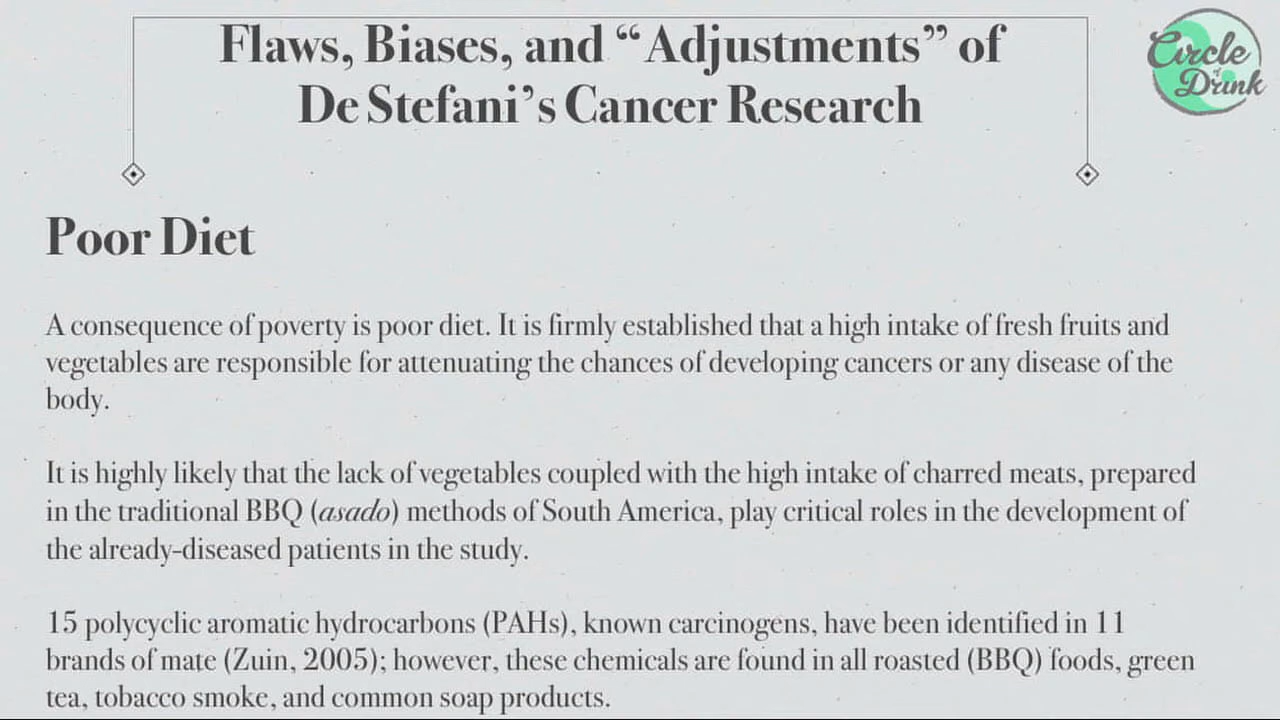 Flaws, Biases, and “Adjustments” of
De Stefani’s Cancer Research
Circle
of
Drink
Poor Diet
A consequence of poverty is poor diet. It is firmly established that a high intake of fresh fruits and
vegetables are responsible for attenuating the chances of developing cancers or any disease of the
body.
It is highly likely that the lack of vegetables coupled with the high intake of charred meats, prepared
in the traditional BBQ (asado) methods of South America, play critical roles in the development of
the already-diseased patients in the study.
15 polycyclic aromatic hydrocarbons (PAHs), known carcinogens, have been identified in 11
brands of mate (Zuin, 2005); however, these chemicals are found in all roasted (BBQ) foods, green
tea, tobacco smoke, and common soap products.